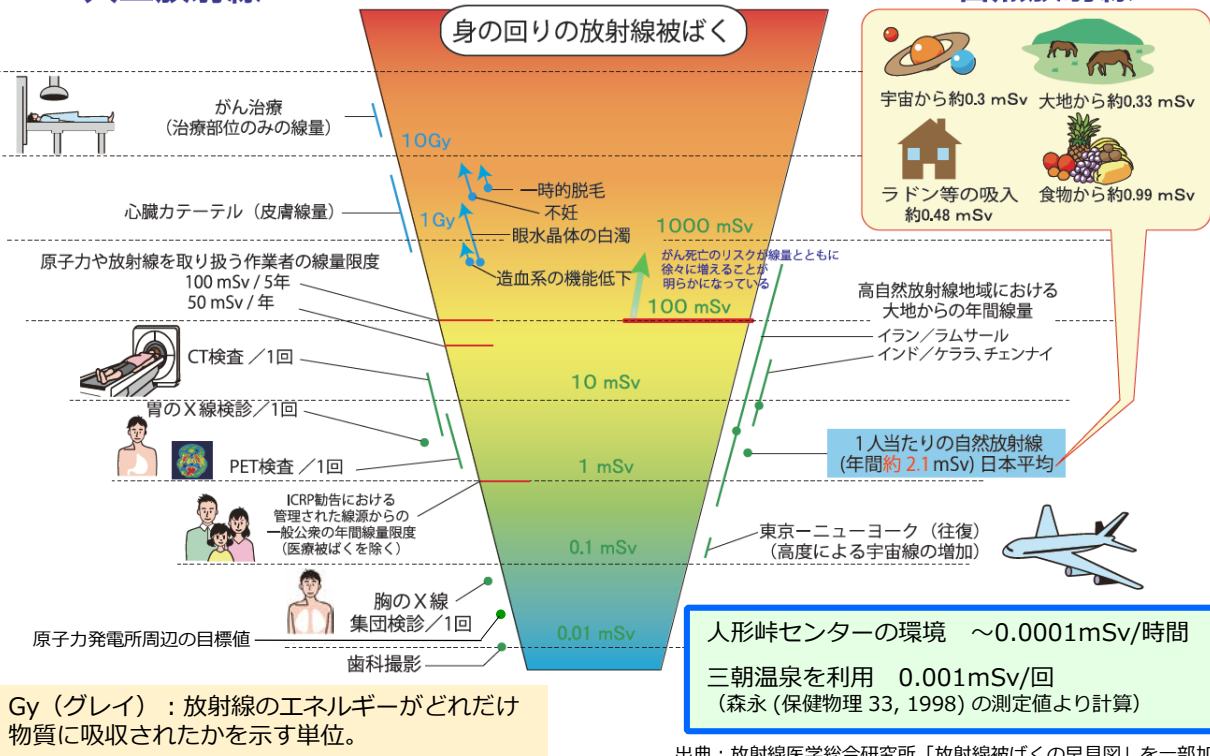 身の回りの放射線被ばく
がん治療
(治療部位のみの線量)
10Gy
心臓カテーテル(皮膚線量)
1Gy
一時的脱毛
不妊
眼水晶体の白濁
造血系の機能低下
1000 mSv
がん死亡のリスクが線量とともに
徐々に増えることが
明らかになっている
100 mSv
原子力や放射線を取り扱う作業者の線量限度
100 mSv / 5年
50 mSv / 年
CT検査 /1回
10 mSv
胃のX線検診/1回
PET検査 /1回
1 mSv
ICRP勧告における
管理された線源からの
一般公衆の年間線量限度
(医療被ばくを除く)
0.1 mSv
胸のX線
集団検診/1回
原子力発電所周辺の目標値
0.01 mSv
歯科撮影
宇宙から約0.3 mSv
大地から約0.33 mSv
ラドン等の吸入
約0.48 mSv
食物から約0.99 mSv
高自然放射線地域における
大地からの年間線量
イラン/ラムサール
インド/ケララ、チェンナイ
1人当たりの自然放射線
(年間約 2.1mSv) 日本平均
東京ーニューヨーク(往復)
(高度による宇宙線の増加)
人形峠センターの環境 ~0.0001mSv/時間
三朝温泉を利用 0.001mSv/回
(森永 (保健物理 33, 1998) の測定値より計算)
Gy(グレイ):放射線のエネルギーがどれだけ
物質に吸収されたかを示す単位。